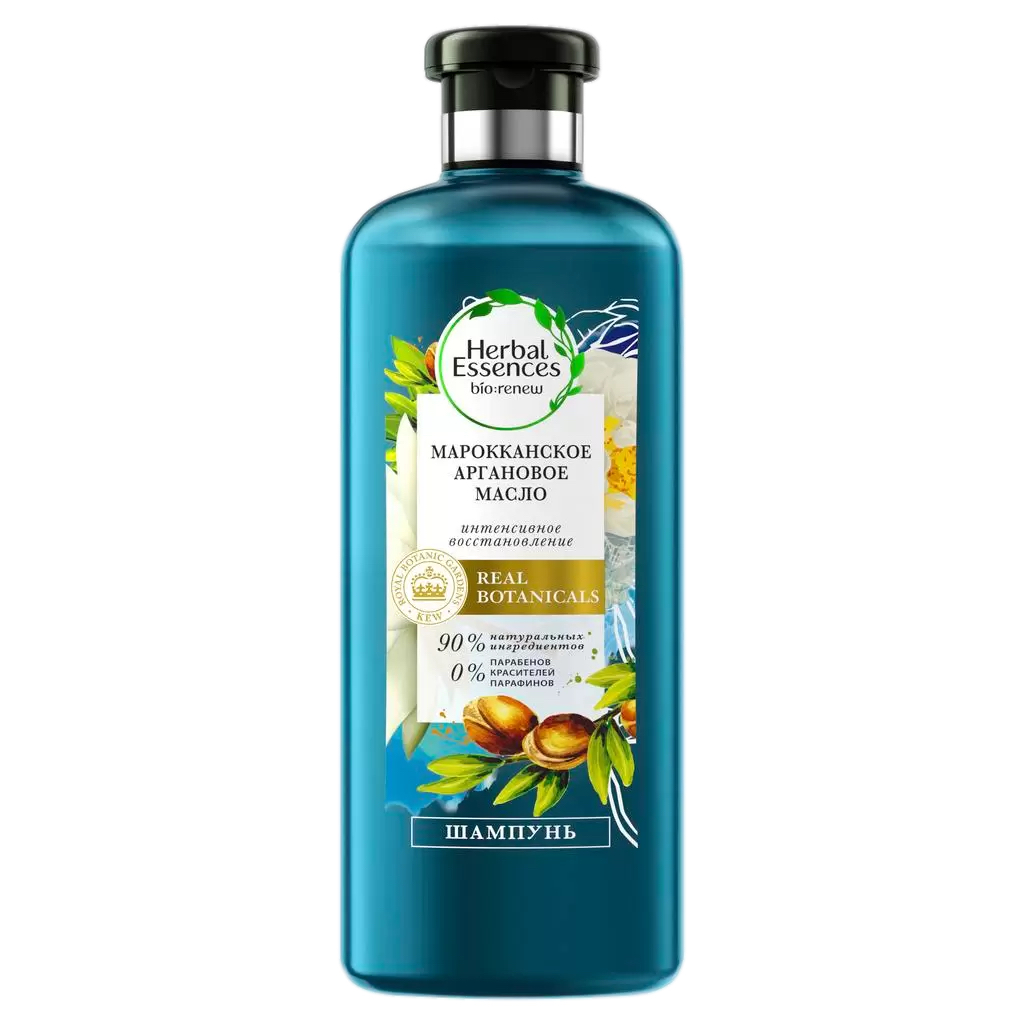 Herbal
Essences
bío:renew
МАРОККАНСКОЕ
АРГАНОВОЕ
МАСЛО
интенсивное
восстановление
ROYAL BOTANIC GARDENS
• KEW •
REAL
BOTANICALS
90% натуральных
ингредиентов
0% ПАРАБЕНОВ
КРАСИТЕЛЕЙ
ПАРАФИНОВ
ШАМПУНЬ